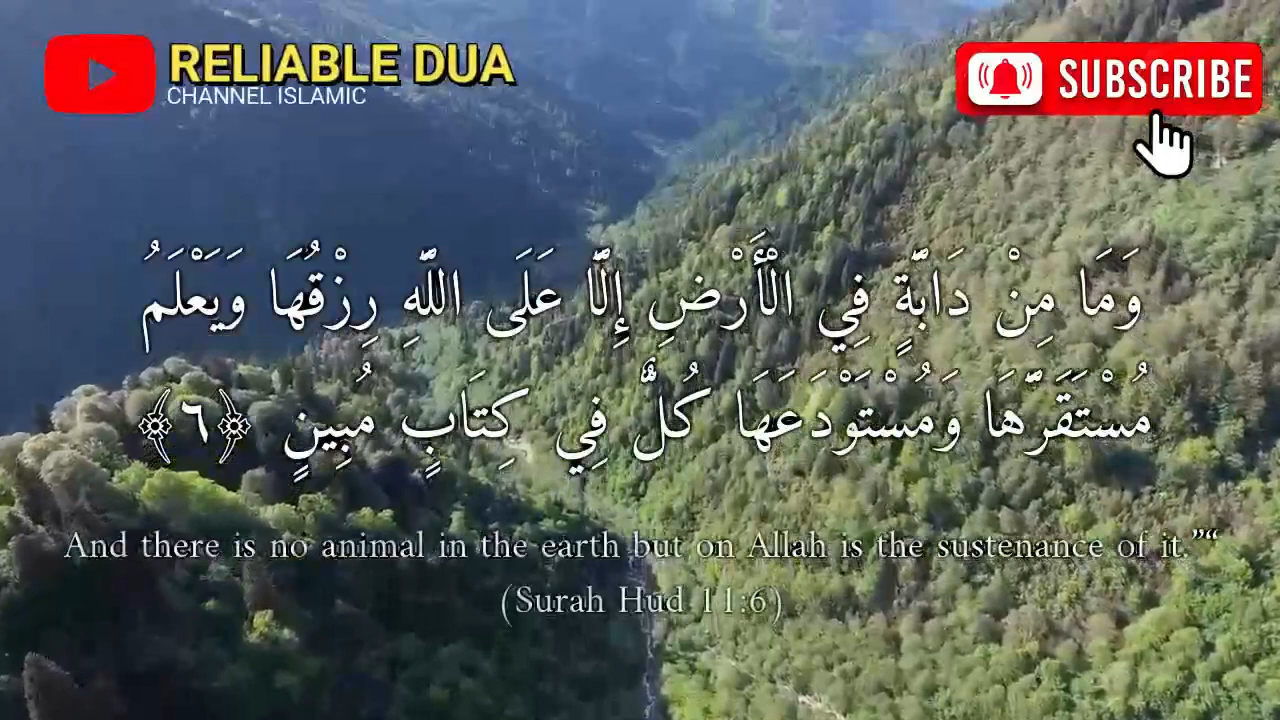 RELIABLE DUA
CHANNEL ISLAMIC
SUBSCRIBE
وَمَا مِنْ دَابَّةٍ فِي الْأَرْضِ إِلَّا عَلَى اللَّهِ رِزْقُهَا وَيَعْلَمُ
مُسْتَقَرَّهَا وَمُسْتَوْدَعَهَا كُلٌّ فِي كِتَابٍ مُبِينٍ ﴿٦﴾
And there is no animal in the earth but on Allah is the sustenance of it.”“
(Surah Hud 11:6)